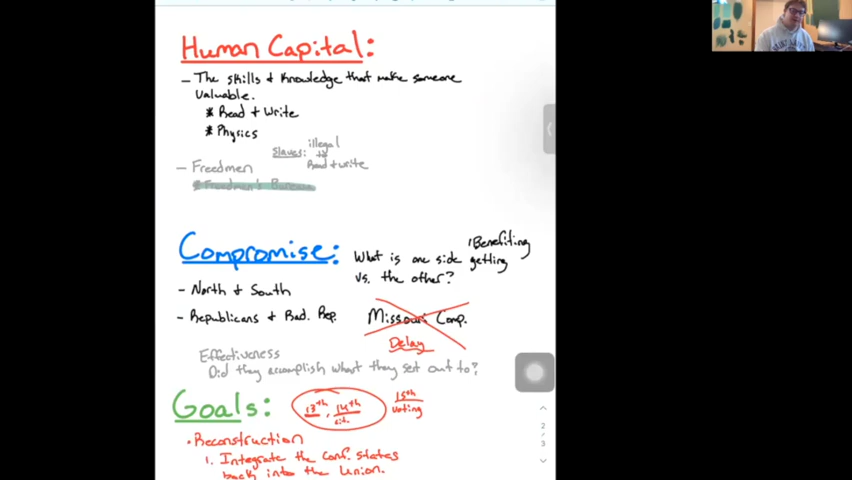 Human Capital:
- The skills & knowledge that make someone
valuable.
* Read + Write
* Physics
slaves: illegal
to
Read + write
- Freedmen
* Freedmen's Bureau
Compromise:
What is one side getting
Benefiting
vs. the other?
- North & South
- Republicans & Rad. Rep.
Missouri Comp.
Delay
Effectiveness
Did they accomplish what they set out to?
Goals:
13th, 14th
cit.
15th
voting
• Reconstruction
1. Integrate the conf. states
back into the Union.
2
/
3